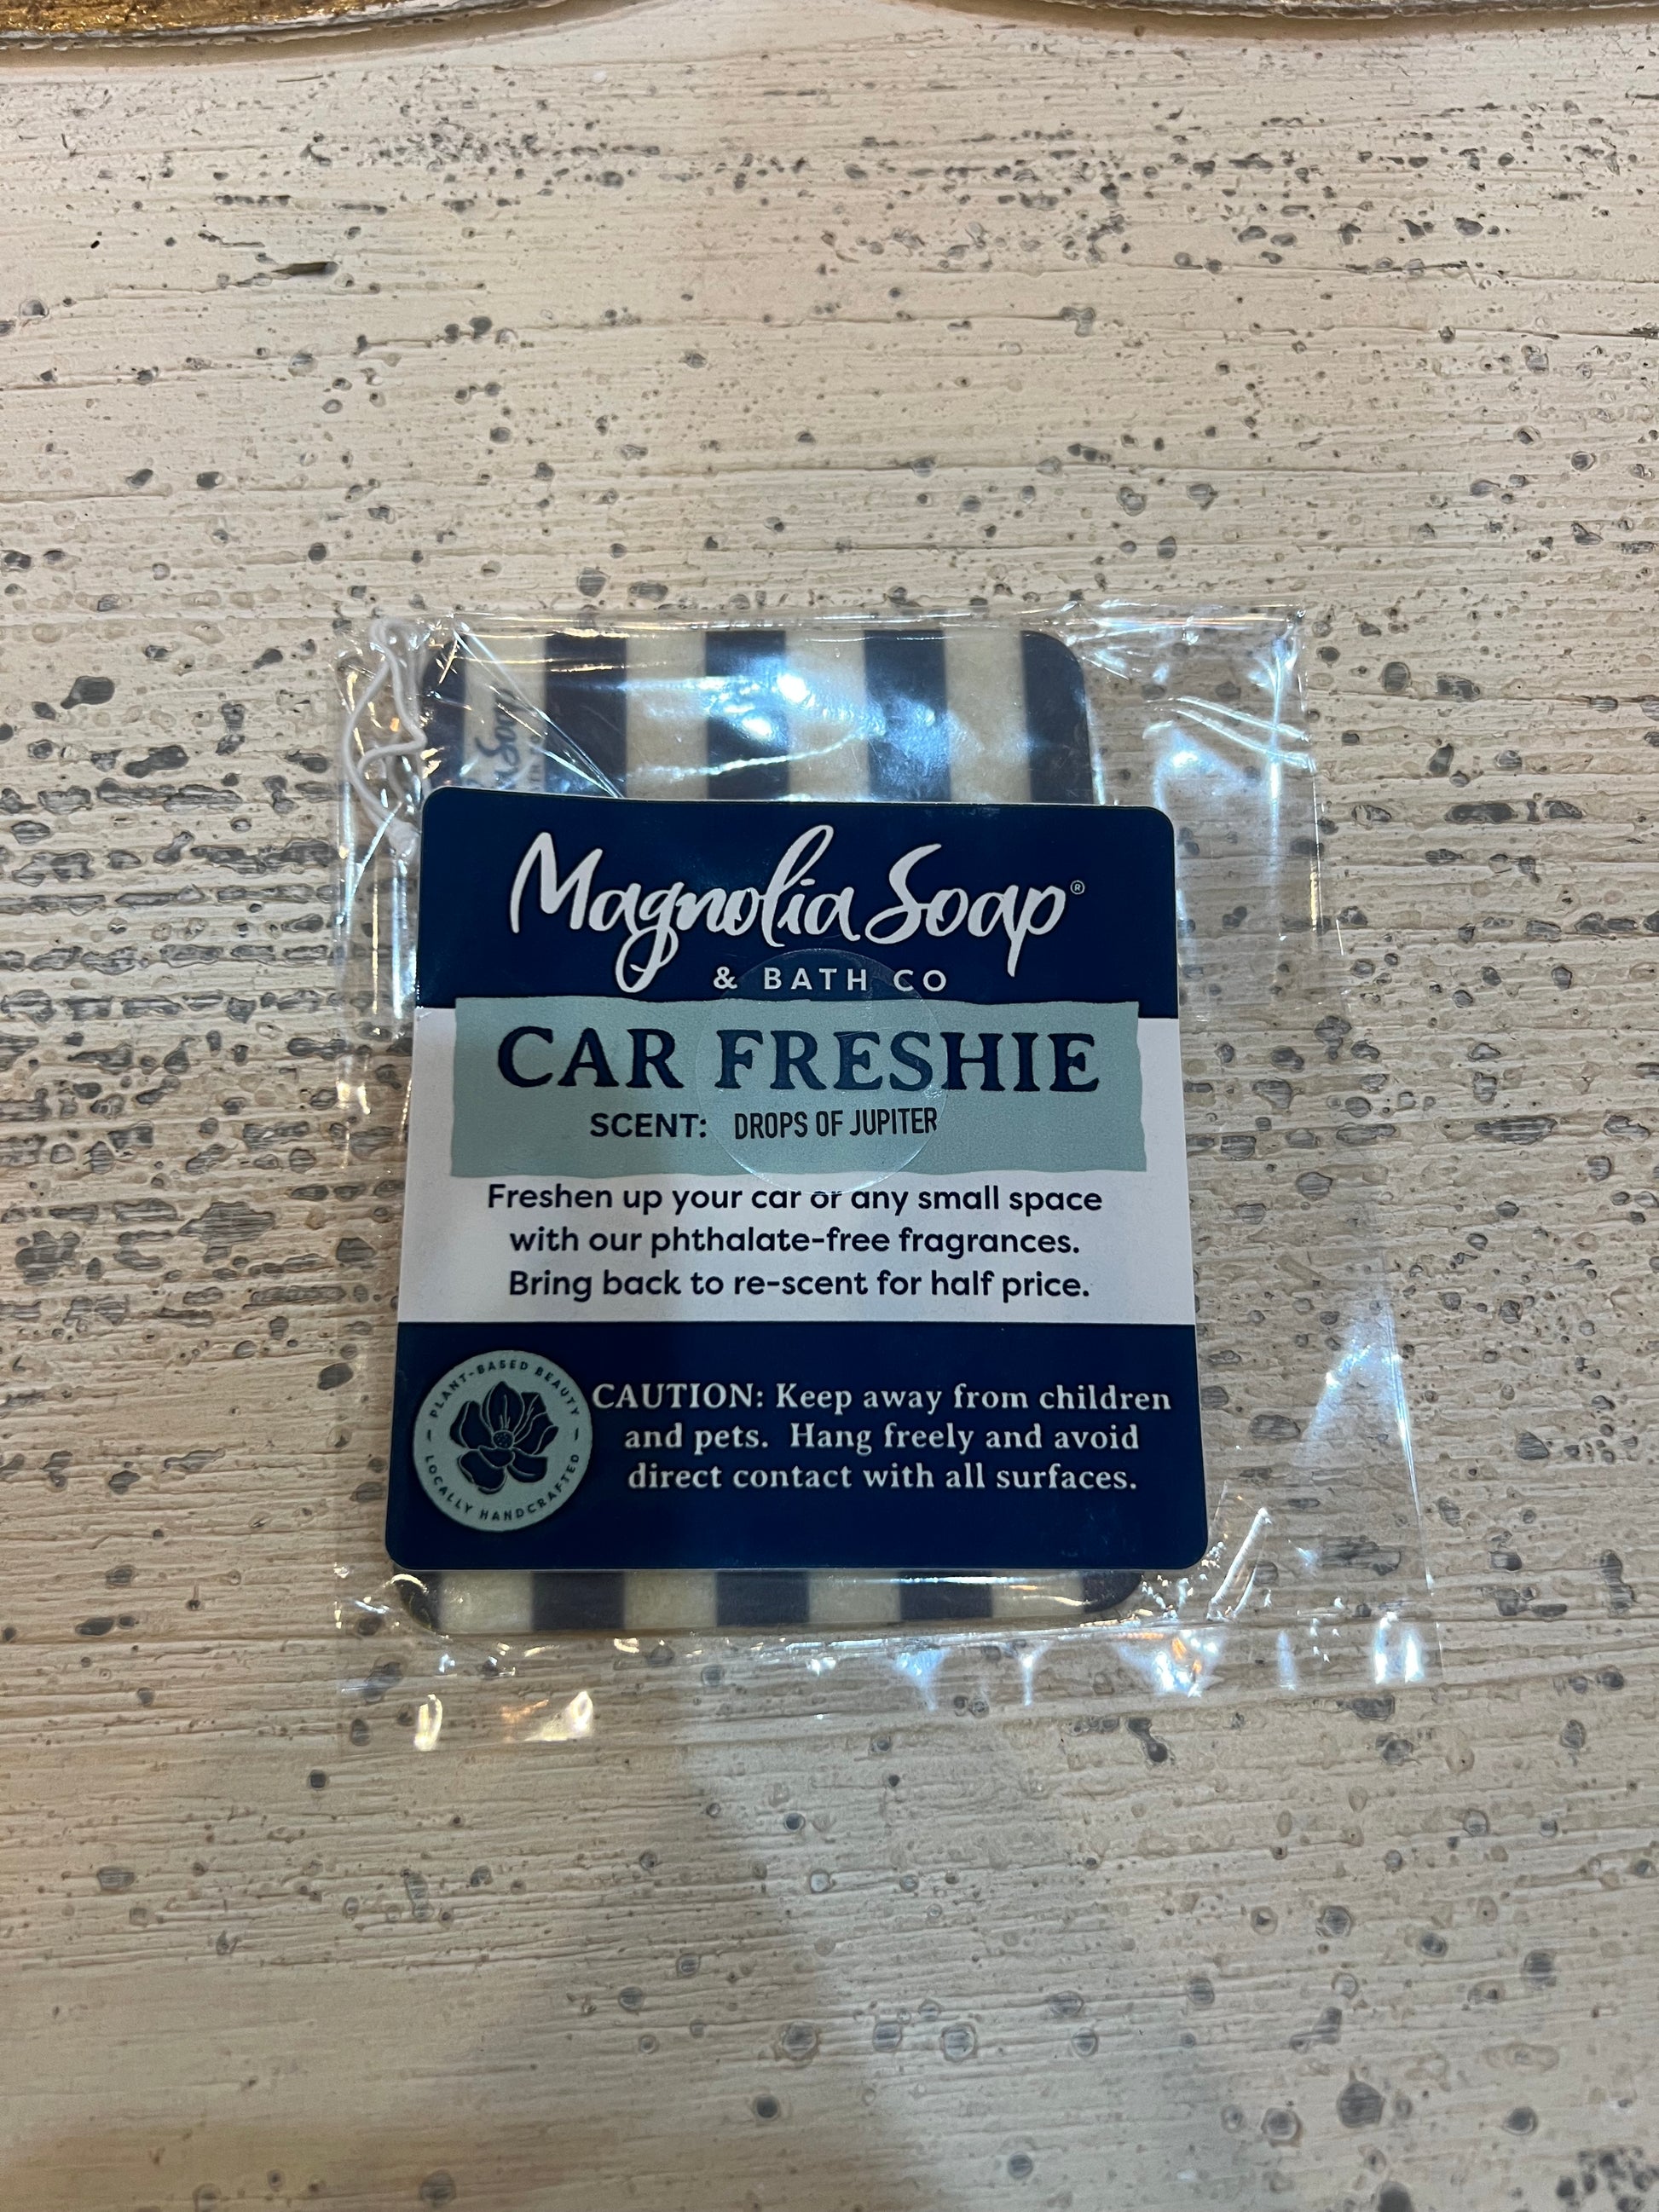 Magnolia Soap®
& BATH CO
CAR FRESHIE
SCENT: DROPS OF JUPITER
Freshen up your car or any small space
with our phthalate-free fragrances.
Bring back to re-scent for half price.
PLANT-BASED BEAUTY
LOCALLY HANDCRAFTED
CAUTION: Keep away from children
and pets. Hang freely and avoid
direct contact with all surfaces.